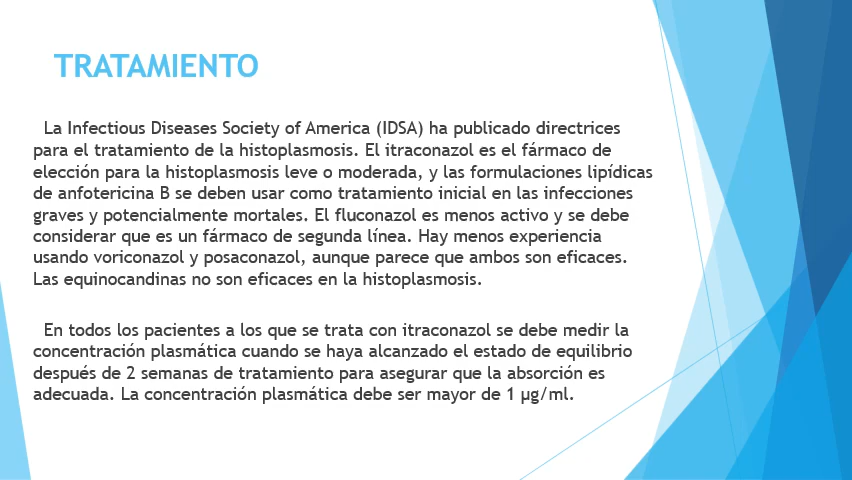 TRATAMIENTO
La Infectious Diseases Society of America (IDSA) ha publicado directrices
para el tratamiento de la histoplasmosis. El itraconazol es el fármaco de
elección para la histoplasmosis leve o moderada, y las formulaciones lipídicas
de anfotericina B se deben usar como tratamiento inicial en las infecciones
graves y potencialmente mortales. El fluconazol es menos activo y se debe
considerar que es un fármaco de segunda línea. Hay menos experiencia
usando voriconazol y posaconazol, aunque parece que ambos son eficaces.
Las equinocandinas no son eficaces en la histoplasmosis.
En todos los pacientes a los que se trata con itraconazol se debe medir la
concentración plasmática cuando se haya alcanzado el estado de equilibrio
después de 2 semanas de tratamiento para asegurar que la absorción es
adecuada. La concentración plasmática debe ser mayor de 1 µg/ml.